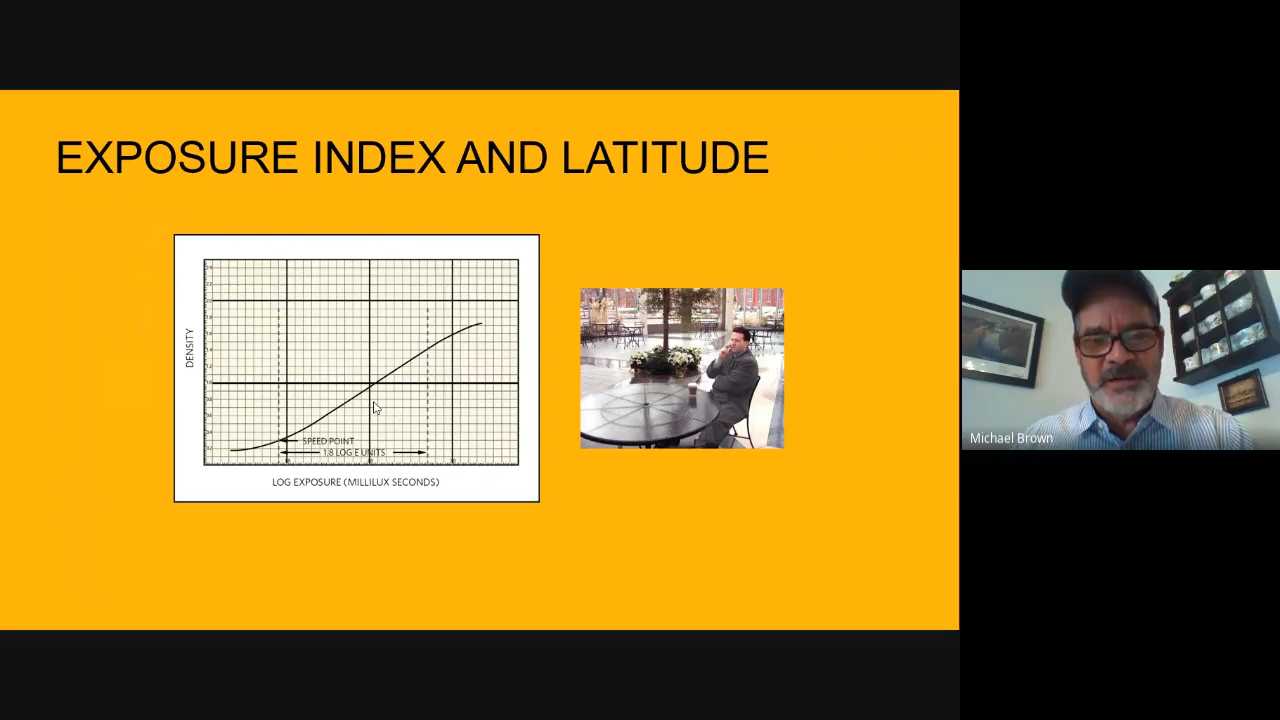 EXPOSURE INDEX AND LATITUDE
DENSITY
SPEED POINT
1.8 LOG E UNITS
LOG EXPOSURE (MILLILUX SECONDS)
Michael Brown